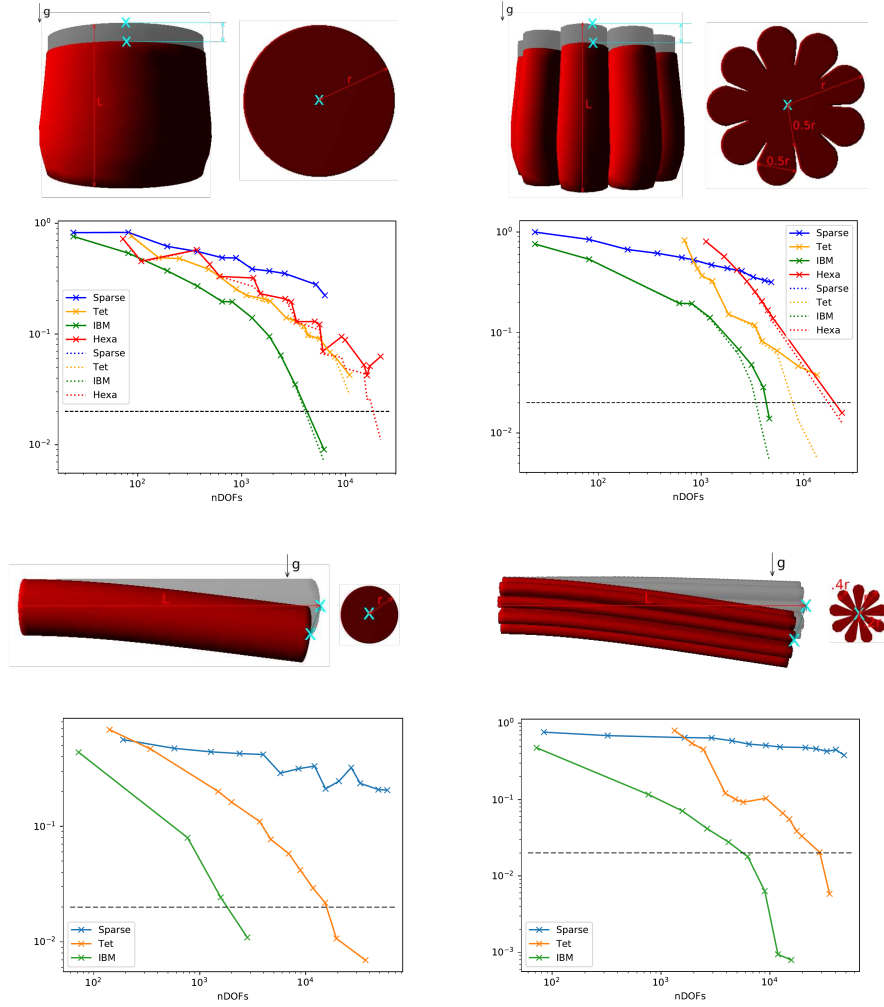 g
L
r
g
L
r
0.5r
0.5r
10⁰
10⁻¹
10⁻²
10²
10³
10⁴
nDOFs
Sparse
Tet
IBM
Hexa
Sparse
Tet
IBM
Hexa
10⁰
10⁻¹
10⁻²
10²
10³
10⁴
nDOFs
Sparse
Tet
IBM
Hexa
Sparse
Tet
IBM
Hexa
g
L
r
g
L
.4r
10⁻¹
10⁻²
10²
10³
10⁴
nDOFs
Sparse
Tet
IBM
10⁰
10⁻¹
10⁻²
10⁻³
10²
10³
10⁴
nDOFs
Sparse
Tet
IBM